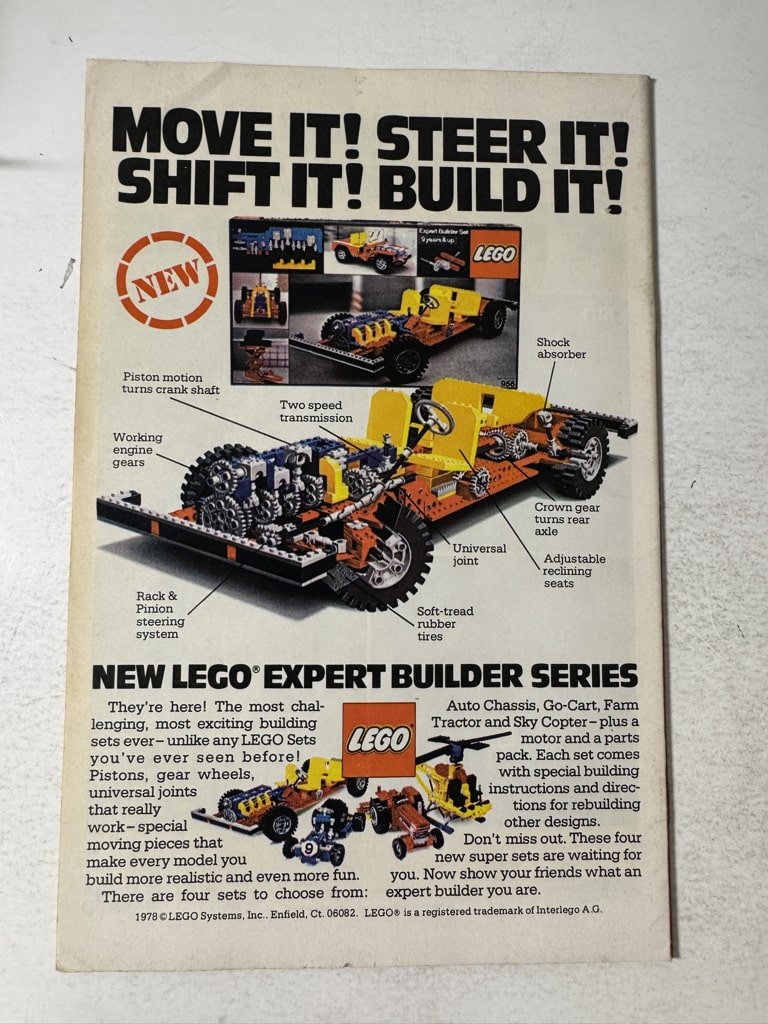 MOVE IT! STEER IT!
SHIFT IT! BUILD IT!
NEW
Expert Builder Set
9 years & up
LEGO
956
Shock
absorber
Piston motion
turns crank shaft
Two speed
transmission
Working
engine
gears
Crown gear
turns rear
axle
Universal
joint
Adjustable
reclining
seats
Rack &
Pinion
steering
system
Soft-tread
rubber
tires
NEW LEGO® EXPERT BUILDER SERIES
They're here! The most chal-
lenging, most exciting building
sets ever – unlike any LEGO Sets
you've ever seen before!
Pistons, gear wheels,
universal joints
that really
work – special
moving pieces that
make every model you
build more realistic and even more fun.
There are four sets to choose from:
LEGO
9
Auto Chassis, Go-Cart, Farm
Tractor and Sky Copter – plus a
motor and a parts
pack. Each set comes
with special building
instructions and direc-
tions for rebuilding
other designs.
Don't miss out. These four
new super sets are waiting for
you. Now show your friends what an
expert builder you are.
1978 © LEGO Systems, Inc., Enfield, Ct. 06082. LEGO® is a registered trademark of Interlego A.G.